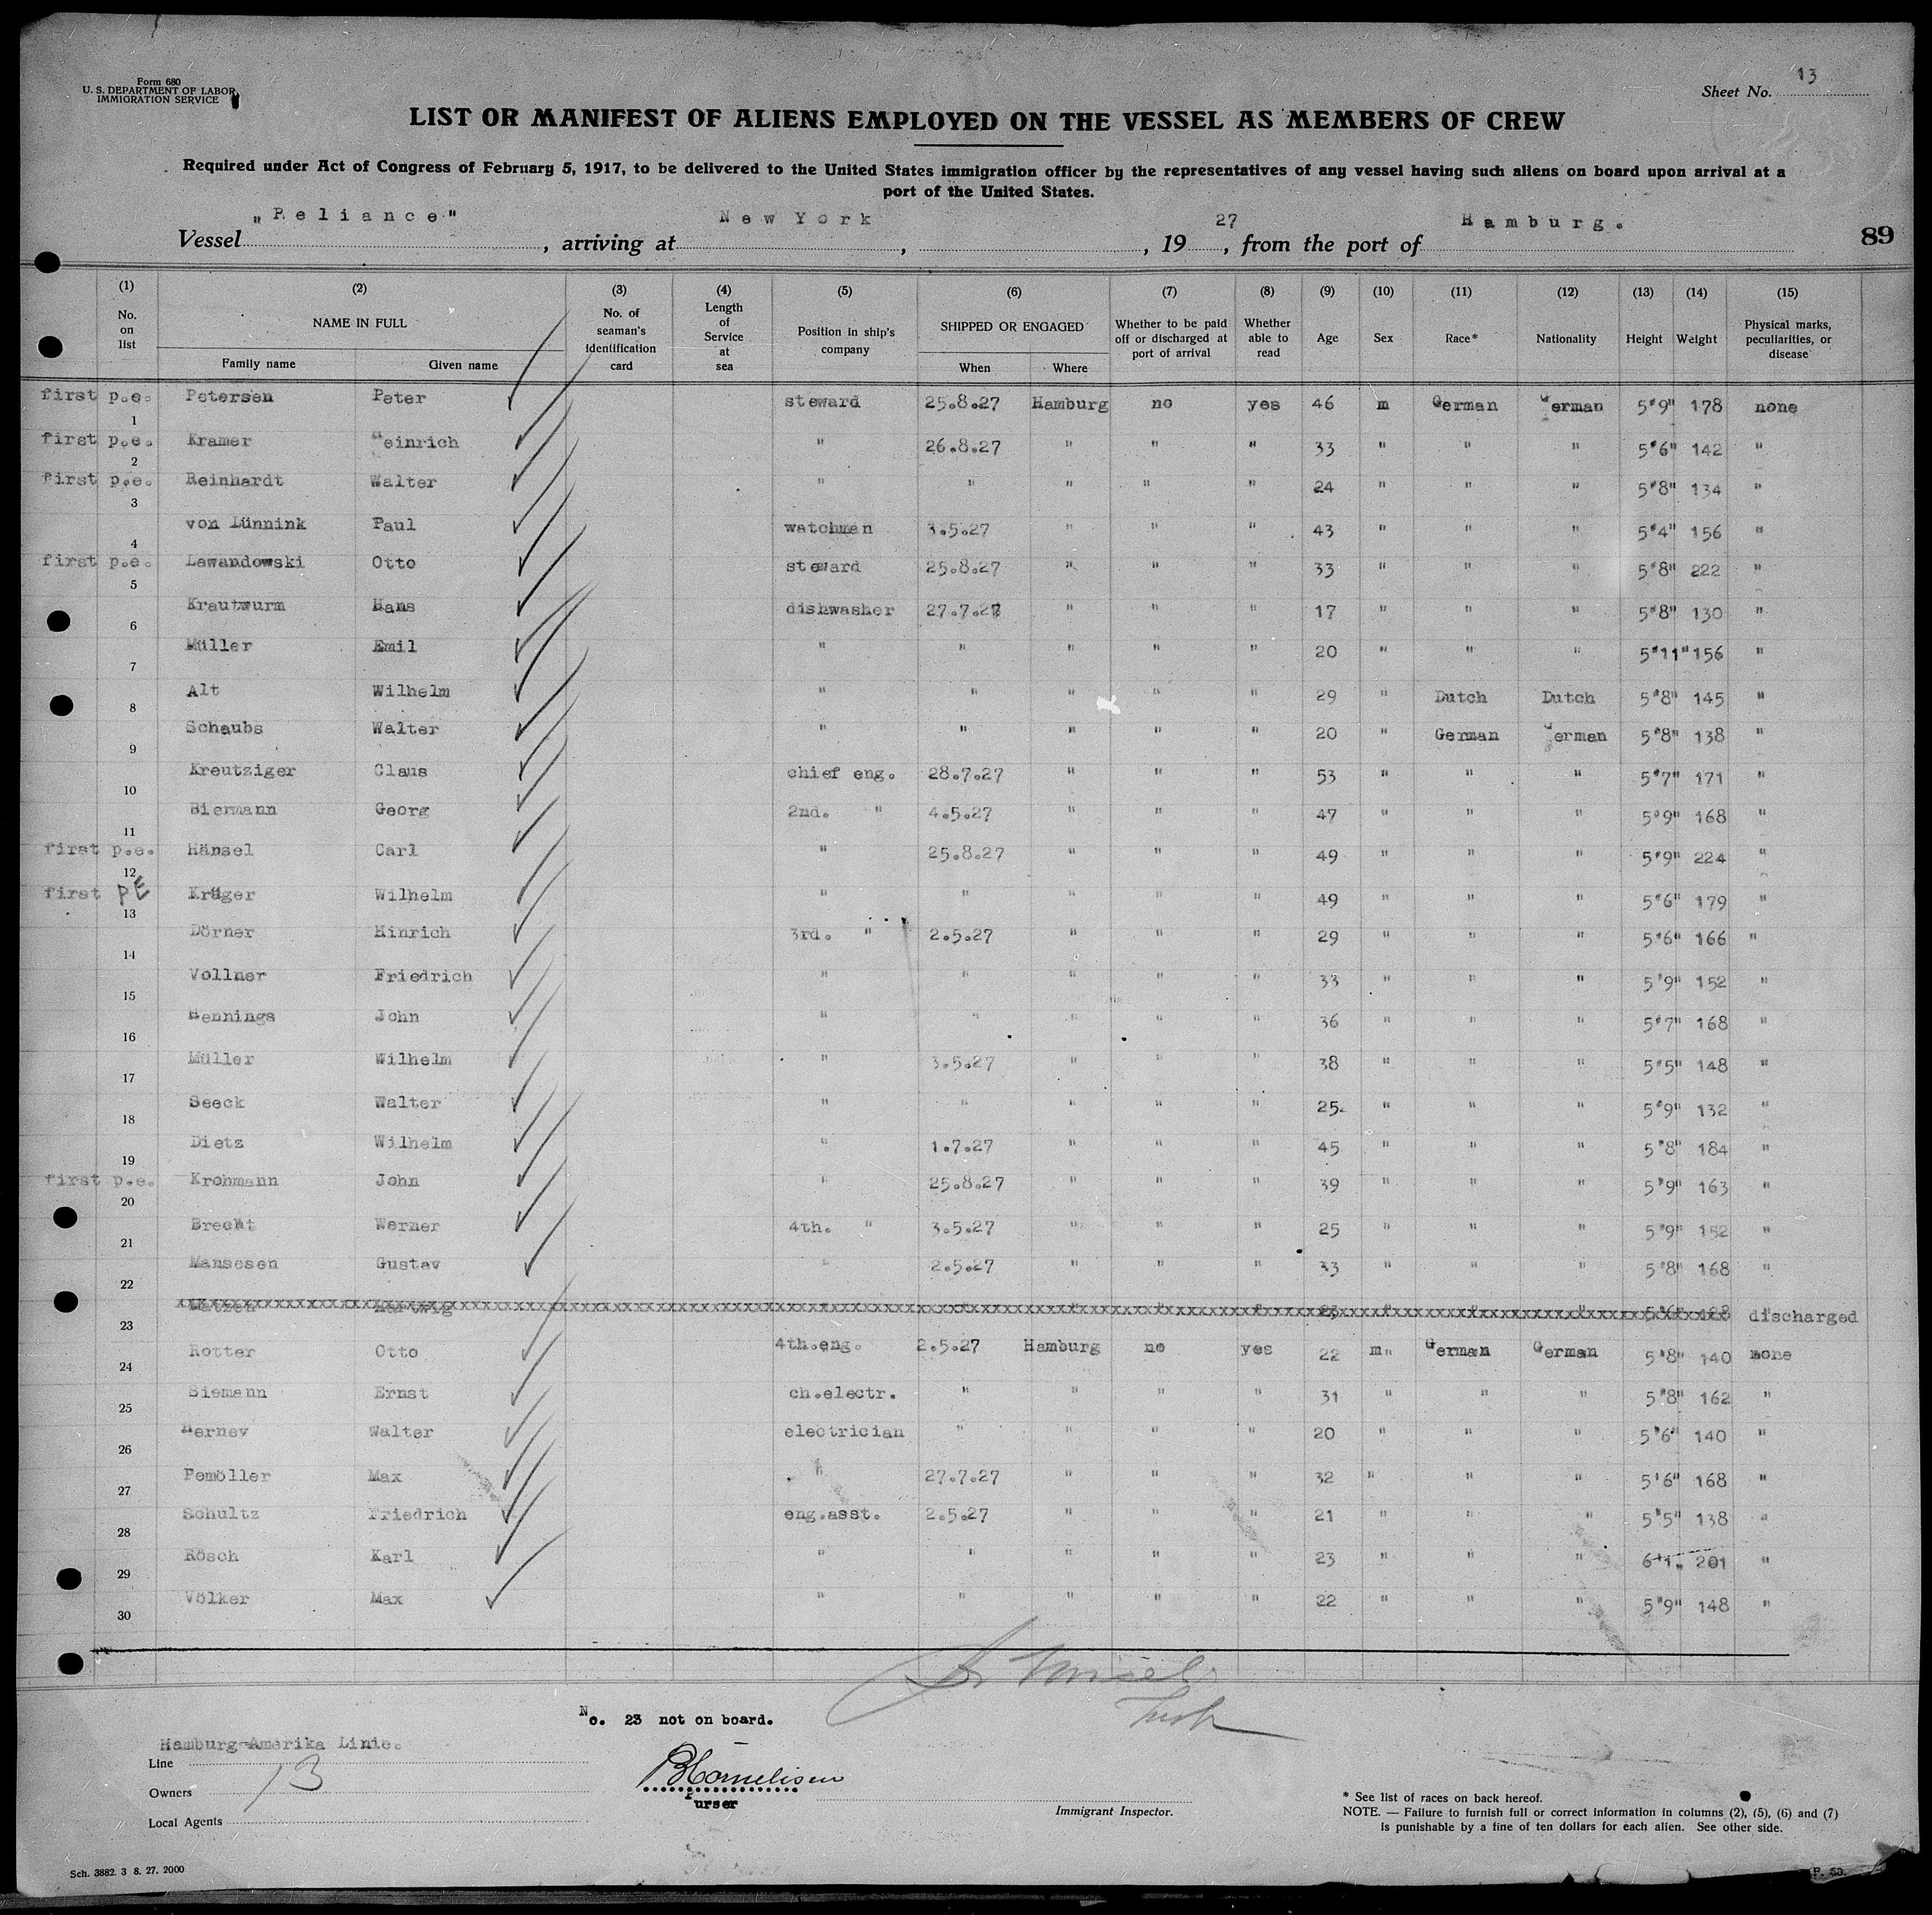 Form 680
U. S. DEPARTMENT OF LABOR
IMMIGRATION SERVICE
Sheet No. 13
LIST OR MANIFEST OF ALIENS EMPLOYED ON THE VESSEL AS MEMBERS OF CREW
Required under Act of Congress of February 5, 1917, to be delivered to the United States immigration officer by the representatives of any vessel having such aliens on board upon arrival at a
port of the United States.
Vessel „Reliance", arriving at New York, , 1927, from the port of Hamburg.
89
(1) (2) (3) (4) (5) (6) (7) (8) (9) (10) (11) (12) (13) (14) (15)
No. on list NAME IN FULL Family name Given name No. of seaman's identification card Length of Service at sea Position in ship's company SHIPPED OR ENGAGED When Where Whether to be paid off or discharged at port of arrival Whether able to read Age Sex Race* Nationality Height Weight Physical marks, peculiarities, or disease
first p.e. 1 Petersen Peter steward 25.8.27 Hamburg no yes 46 m German German 5'9" 178 none
first p.e. 2 Kramer Heinrich " 26.8.27 " " " 33 " " " 5'6" 142 "
first p.e. 3 Reinhardt Walter " " " " " 24 " " " 5'8" 134 "
4 von Lünnink Paul watchman 3.5.27 " " " 43 " " " 5'4" 156 "
first p.e. 5 Lewandowski Otto steward 25.8.27 " " " 33 " " " 5'8" 222 "
6 Krautwurm Hans dishwasher 27.7.27 " " " 17 " " " 5'8" 130 "
7 Müller Emil " " " " " 20 " " " 5'11" 156 "
8 Alt Wilhelm " " " " " 29 " Dutch Dutch 5'8" 145 "
9 Schaubs Walter " " " " " 20 " German German 5'8" 138 "
10 Kreutziger Claus chief eng. 28.7.27 " " " 53 " " " 5'7" 171 "
11 Biermann Georg 2nd. " 4.5.27 " " " 47 " " " 5'9" 168 "
first p.e. 12 Hänsel Carl " 25.8.27 " " " 49 " " " 5'9" 224 "
first PE 13 Krüger Wilhelm " " " " " 49 " " " 5'6" 179 "
14 Dörner Hinrich 3rd. " 2.5.27 " " " 29 " " " 5'6" 166 "
15 Vollner Friedrich " " " " " 33 " " " 5'9" 152 "
16 Hennings John " " " " " 36 " " " 5'7" 168 "
17 Müller Wilhelm " 3.5.27 " " " 38 " " " 5'5" 148 "
18 Seeck Walter " " " " " 25 " " " 5'9" 132 "
19 Dietz Wilhelm " 1.7.27 " " " 45 " " " 5'8" 184 "
first p.e. 20 Krohmann John " 25.8.27 " " " 39 " " " 5'9" 163 "
21 Brecht Werner 4th. " 3.5.27 " " " 25 " " " 5'9" 152 "
22 Mansesen Gustav " 2.5.27 " " " 33 " " " 5'8" 168 "
23 discharged
24 Rotter Otto 4th.eng. 2.5.27 Hamburg no yes 22 m" German German 5'8" 140 none
25 Siemann Ernst ch.electr. " " " " 31 " " " 5'8" 162 "
26 Herney Walter electrician " " " " 20 " " " 5'6" 140 "
27 Pemöller Max " 27.7.27 " " " 32 " " " 5'6" 168 "
28 Schultz Friedrich eng.asst. 2.5.27 " " " 21 " " " 5'5" 138 "
29 Rösch Karl " " " " " 23 " " " 6'1" 201 "
30 Völker Max " " " " " 22 " " " 5'9" 148 "
No. 23 not on board.
Line Hamburg-Amerika Linie.
Owners
13
Local Agents
BCornelisen
Purser
Immigrant Inspector.
* See list of races on back hereof.
NOTE. — Failure to furnish full or correct information in columns (2), (5), (6) and (7)
is punishable by a fine of ten dollars for each alien. See other side.
Sch. 3882. 3 8. 27. 2000
F. 53.